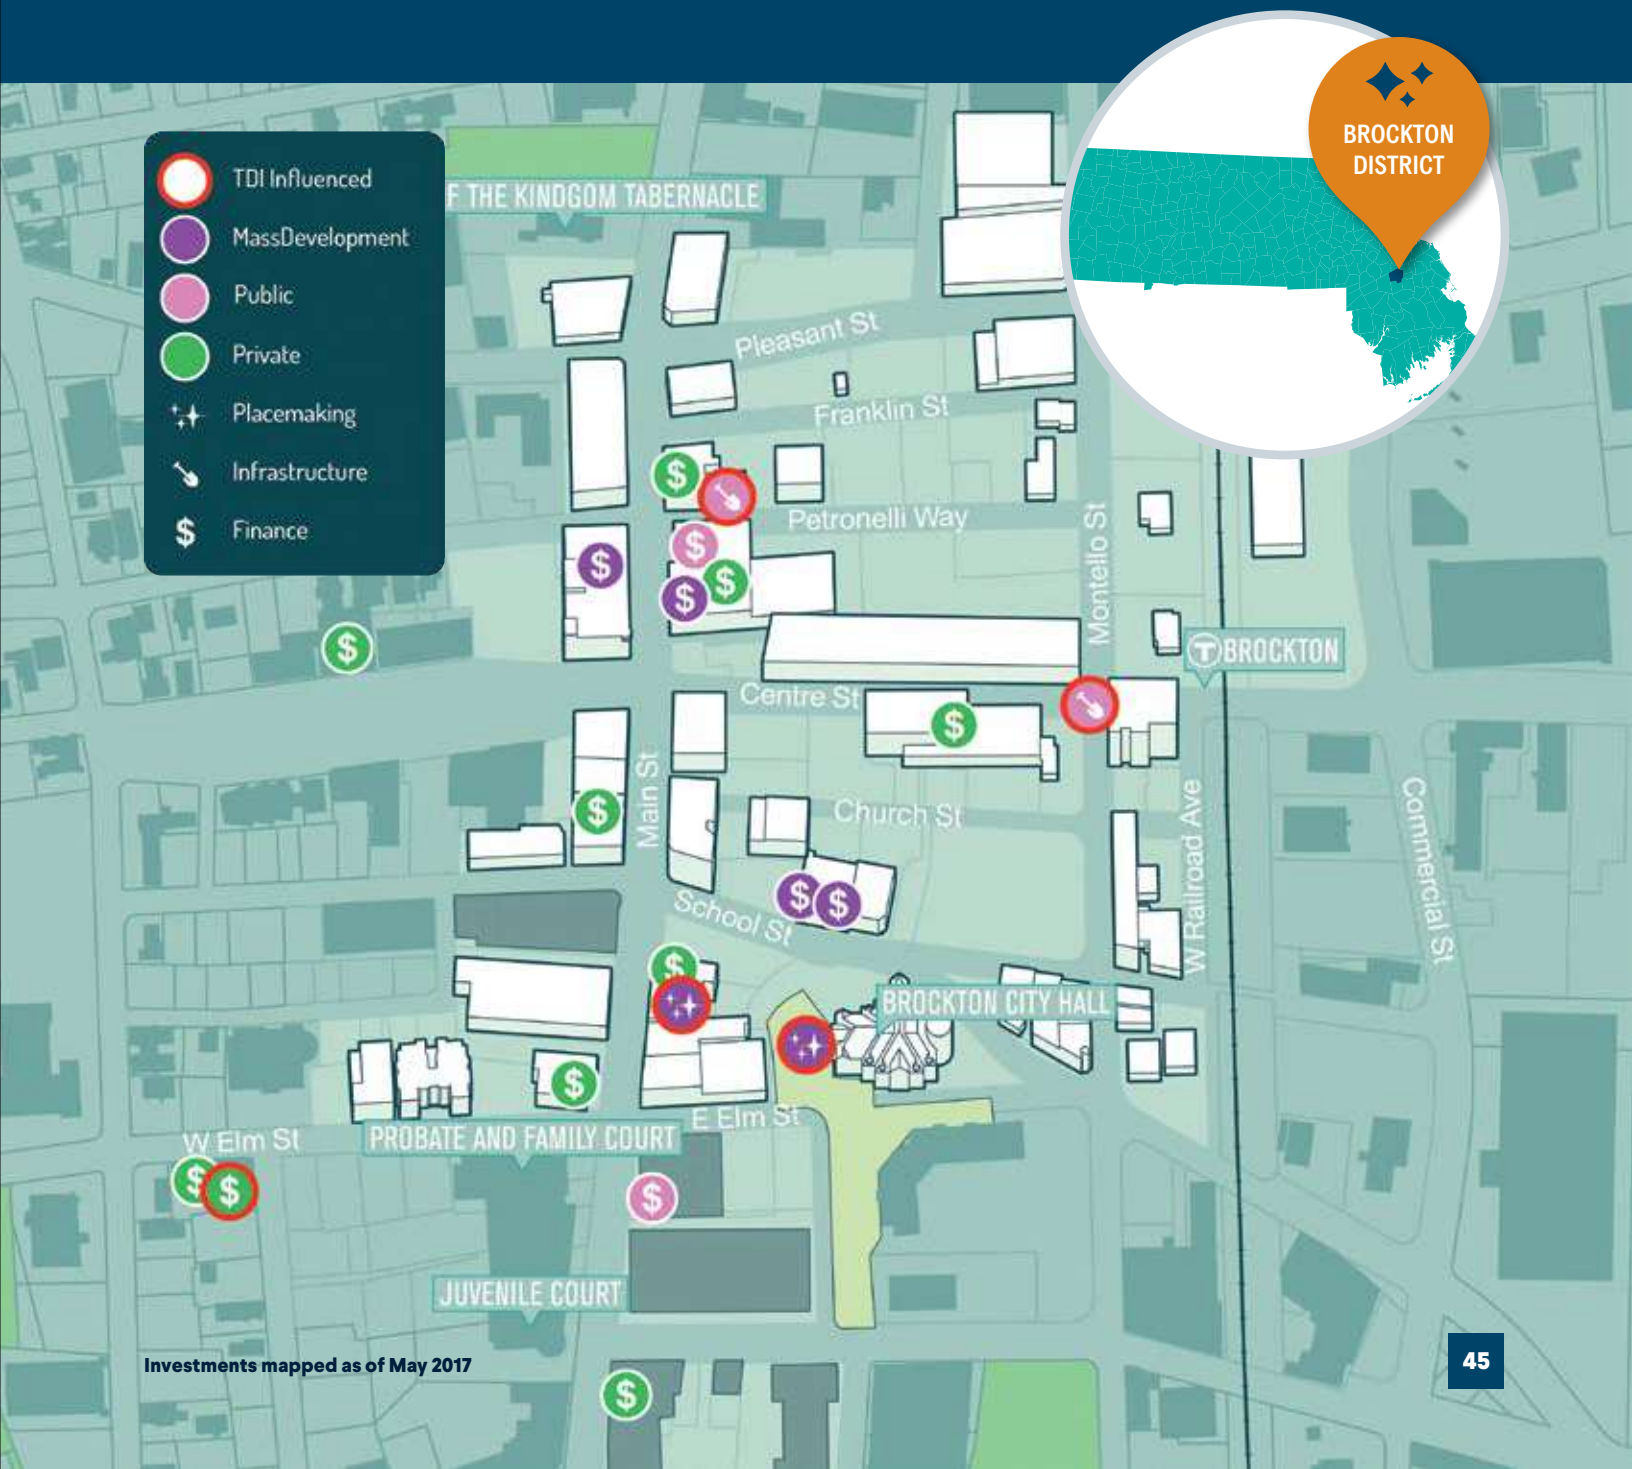 BROCKTON
DISTRICT
TDI Influenced
MassDevelopment
Public
Private
Placemaking
Infrastructure
$ Finance
F THE KINDGOM TABERNACLE
Pleasant St
Franklin St
$
Petronelli Way
$
$
$
$
Montello St
$
T BROCKTON
Centre St
$
Main St
$
Church St
W Railroad Ave
Commercial St
$ $
School St
$
BROCKTON CITY HALL
$
E Elm St
W Elm St
PROBATE AND FAMILY COURT
$ $
$
JUVENILE COURT
Investments mapped as of May 2017
45
$